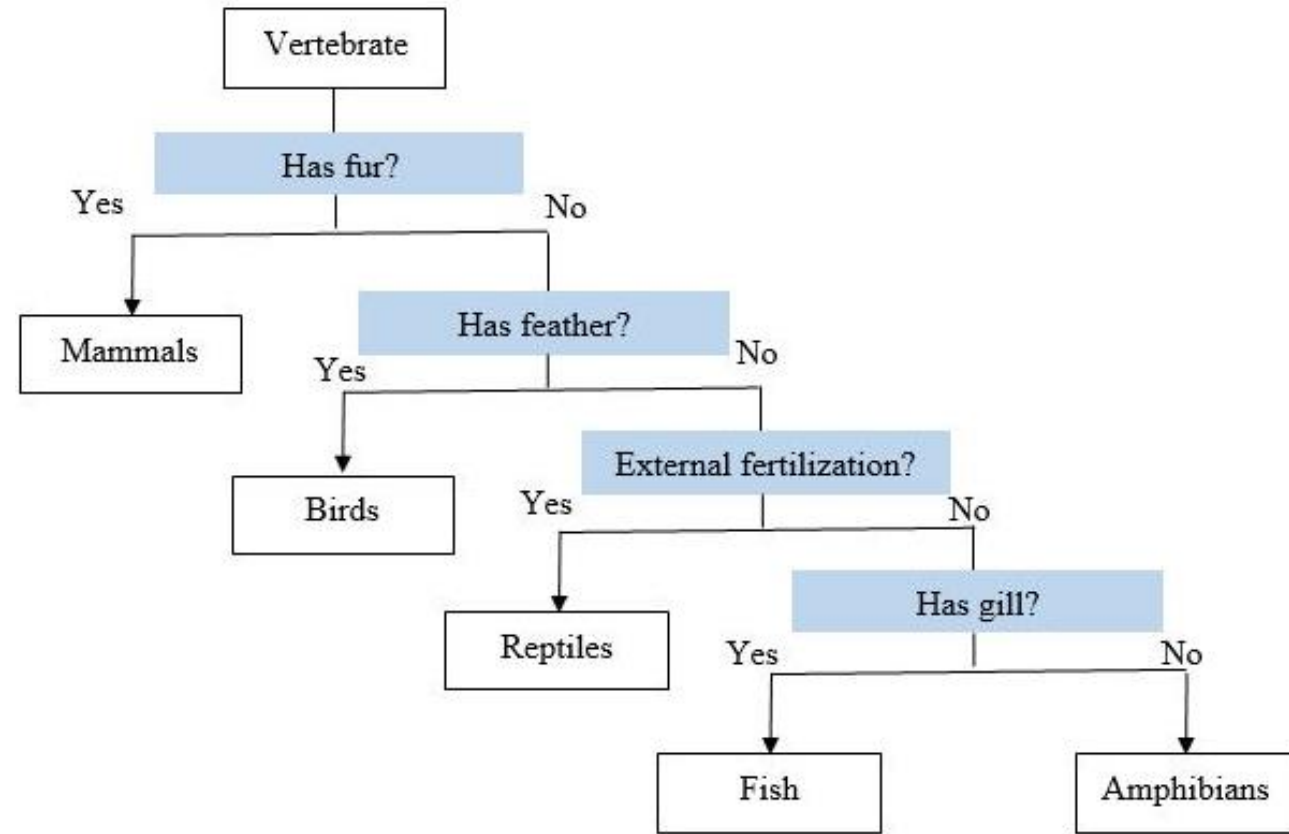 Vertebrate
Has fur?
Yes
No
Mammals
Has feather?
Yes
No
Birds
External fertilization?
Yes
No
Reptiles
Has gill?
Yes
No
Fish
Amphibians